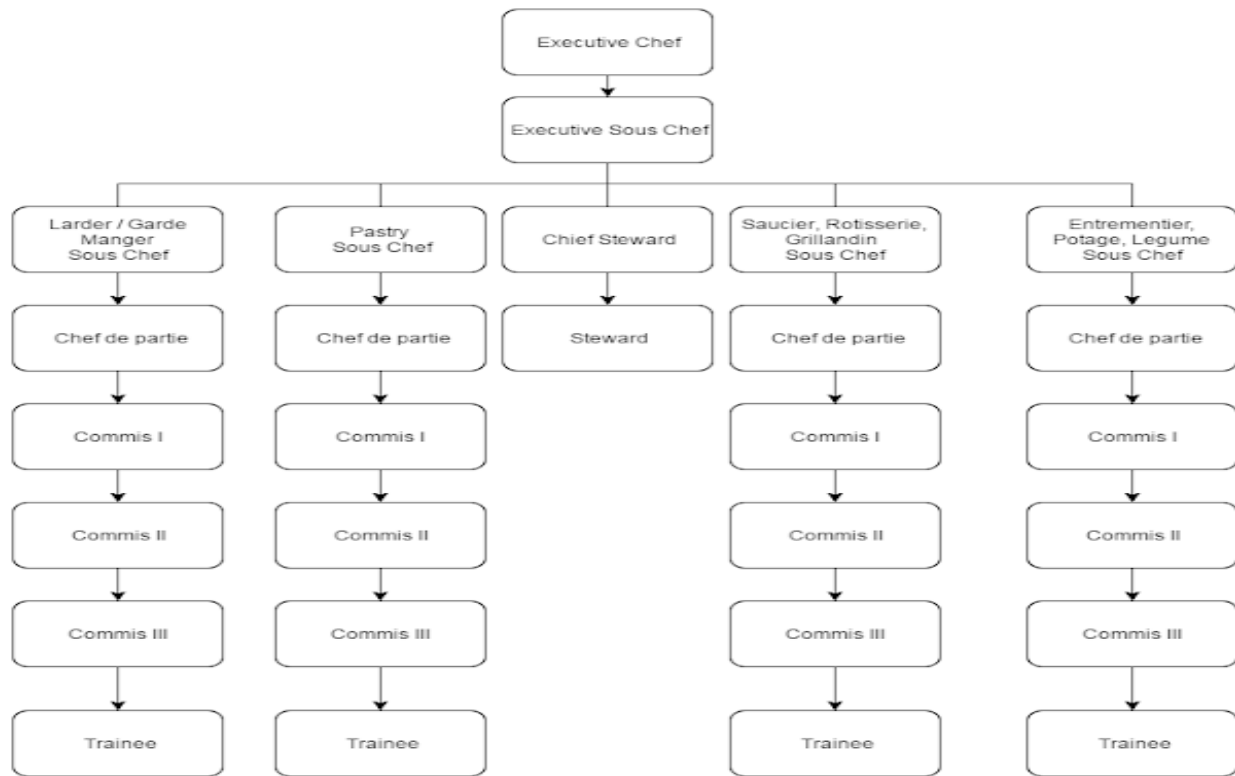 Executive Chef
Executive Sous Chef
Larder / Garde
Manger
Sous Chef
Pastry
Sous Chef
Chief Steward
Saucier, Rotisserie,
Grillandin
Sous Chef
Entrementier,
Potage, Legume
Sous Chef
Chef de partie
Chef de partie
Steward
Chef de partie
Chef de partie
Commis I
Commis I
Commis I
Commis I
Commis II
Commis II
Commis II
Commis II
Commis III
Commis III
Commis III
Commis III
Trainee
Trainee
Trainee
Trainee